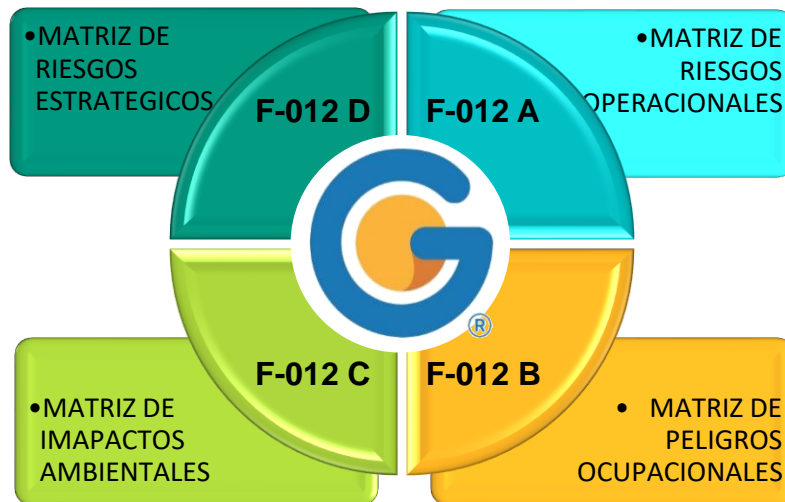 •MATRIZ DE
RIESGOS
ESTRATEGICOS
F-012 D
F-012 A
•MATRIZ DE
RIESGOS
OPERACIONALES
®
F-012 C
F-012 B
•MATRIZ DE
IMAPACTOS
AMBIENTALES
• MATRIZ DE
PELIGROS
OCUPACIONALES